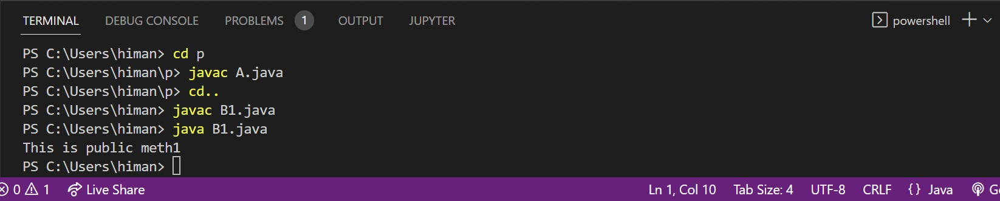 TERMINAL DEBUG CONSOLE PROBLEMS 1 OUTPUT JUPYTER powershell
PS C:\Users\himan> cd p
PS C:\Users\himan\p> javac A.java
PS C:\Users\himan\p> cd..
PS C:\Users\himan> javac B1.java
PS C:\Users\himan> java B1.java
This is public meth1
PS C:\Users\himan>
0 1 Live Share Ln 1, Col 10 Tab Size: 4 UTF-8 CRLF {} Java